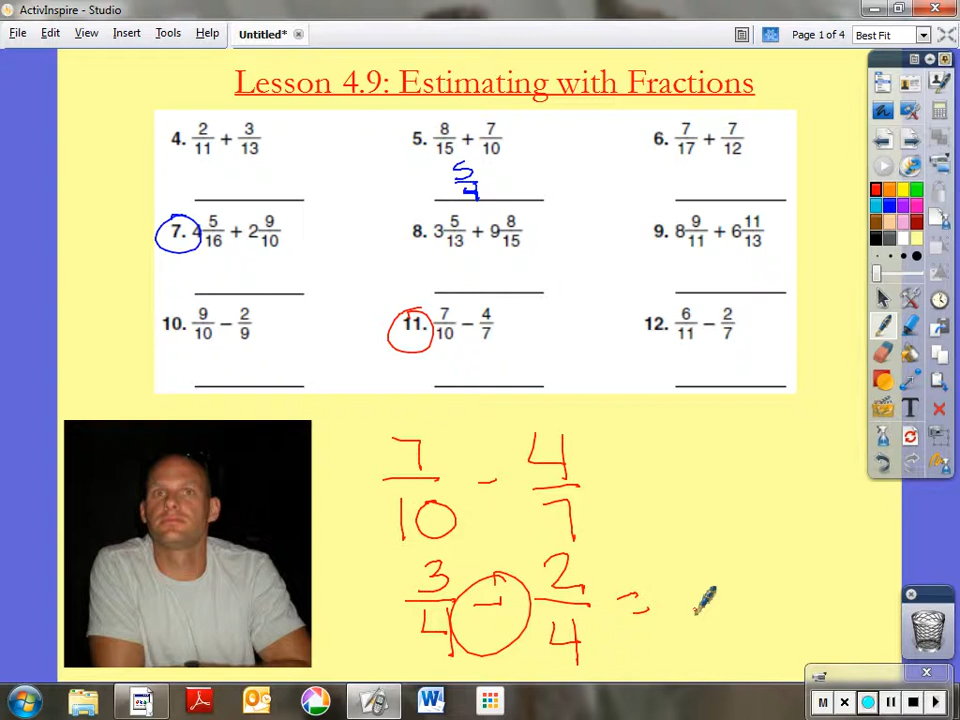 ActivInspire - Studio
File Edit View Insert Tools Help Untitled* Page 1 of 4 Best Fit
Lesson 4.9: Estimating with Fractions
4. 2/11 + 3/13 5. 8/15 + 7/10 6. 7/17 + 7/12
5/4
7. 4 5/16 + 2 9/10 8. 3 5/13 + 9 8/15 9. 8 9/11 + 6 11/13
10. 9/10 − 2/9 11. 7/10 − 4/7 12. 6/11 − 2/7
7/10 - 4/7
3/4 - 2/4 =
T
W
M